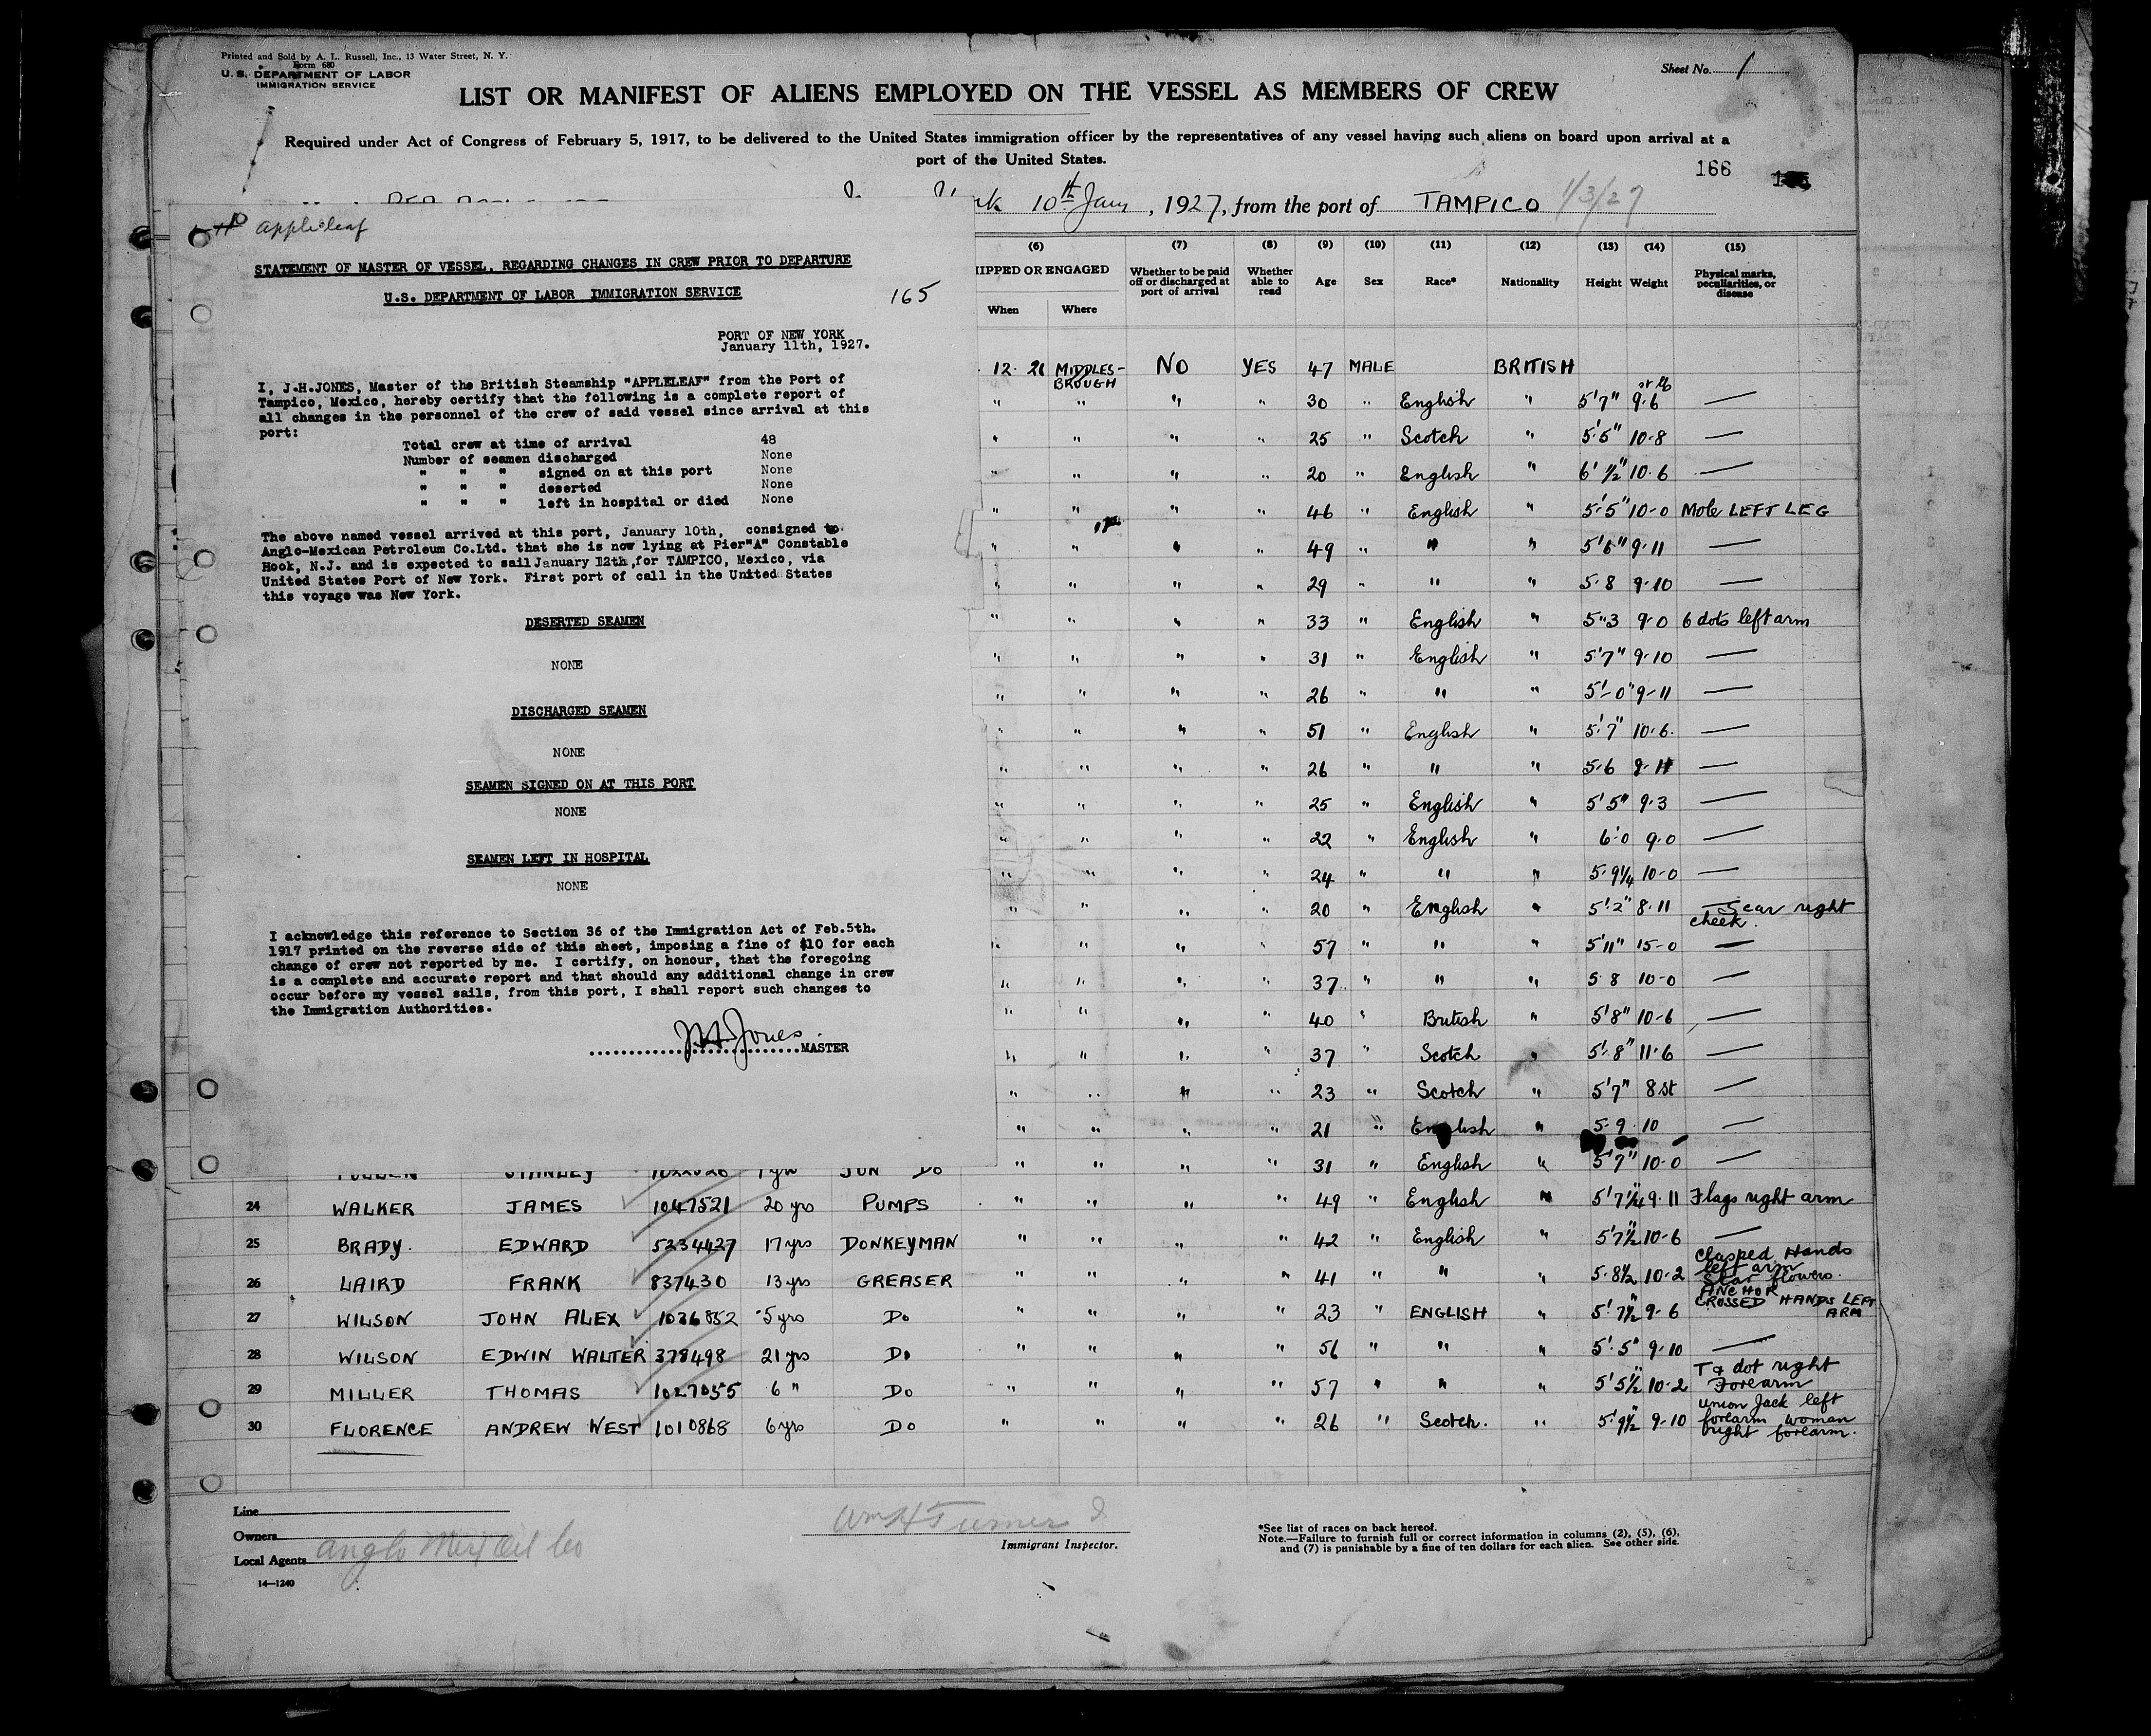 Printed and Sold by A. L. Russell, Inc., 13 Water Street, N. Y.
Form 680
U. S. DEPARTMENT OF LABOR
IMMIGRATION SERVICE
Sheet No. 1
LIST OR MANIFEST OF ALIENS EMPLOYED ON THE VESSEL AS MEMBERS OF CREW
Required under Act of Congress of February 5, 1917, to be delivered to the United States immigration officer by the representatives of any vessel having such aliens on board upon arrival at a
port of the United States.
166
10th Jany, 1927, from the port of TAMPICO 1/3/27
Appleleaf
STATEMENT OF MASTER OF VESSEL, REGARDING CHANGES IN CREW PRIOR TO DEPARTURE
U.S. DEPARTMENT OF LABOR IMMIGRATION SERVICE
165
PORT OF NEW YORK
January 11th, 1927.
I, J.H.JONES, Master of the British Steamship "APPLELEAF" from the Port of
Tampico, Mexico, hereby certify that the following is a complete report of
all changes in the personnel of the crew of said vessel since arrival at this
port:
Total crew at time of arrival 48
Number of seamen discharged None
" " " signed on at this port None
" " " deserted None
" " " left in hospital or died None
The above named vessel arrived at this port, January 10th, consigned to
Anglo-Mexican Petroleum Co.Ltd. that she is now lying at Pier"A" Constable
Hook, N.J. and is expected to sail January 12th, for TAMPICO, Mexico, via
United States Port of New York. First port of call in the United States
this voyage was New York.
DESERTED SEAMEN
NONE
DISCHARGED SEAMEN
NONE
SEAMEN SIGNED ON AT THIS PORT
NONE
SEAMEN LEFT IN HOSPITAL
NONE
I acknowledge this reference to Section 36 of the Immigration Act of Feb.5th.
1917 printed on the reverse side of this sheet, imposing a fine of $10 for each
change of crew not reported by me. I certify, on honour, that the foregoing
is a complete and accurate report and that should any additional change in crew
occur before my vessel sails, from this port, I shall report such changes to
the Immigration Authorities.
J.H. Jones
MASTER
(6) (7) (8) (9) (10) (11) (12) (13) (14) (15)
IPPED OR ENGAGED Whether to be paid off or discharged at port of arrival Whether able to read Age Sex Race* Nationality Height Weight Physical marks, peculiarities, or disease
When Where
12. 26 MIDDLES-BROUGH NO YES 47 MALE BRITISH
" " " " 30 " English " 5'7" 9.6 —
" " " " 25 " Scotch " 5'5" 10-8 —
" " " " 20 " English " 6' 1/2" 10.6 —
" " " " 46 " English " 5'5" 10-0 Mole LEFT LEG
" " " " 49 " " " 5'6" 9-11 —
" " " " 29 " " " 5.8 9-10 —
" " " " 33 " English " 5"3 9-0 6 dots left arm
" " " " 31 " English " 5'7" 9-10 —
" " " " 26 " " " 5'-0" 9-11 —
" " " " 51 " English " 5'7" 10-6. —
" " " " 26 " " " 5.6 9-11 —
" " " " 25 " English " 5'5" 9.3 —
" " " " 22 " English " 6'0 9.0 —
" " " " 24 " " " 5.9 1/4 10-0 —
" " " " 20 " English " 5'2" 8.11 Scar right cheek.
" " " " 57 " " " 5'11" 15-0 —
" " " " 37 " " " 5 8 10-0 —
" " " " 40 " British " 5'8" 10-6 —
" " " " 37 " Scotch " 5'8" 11.6 —
" " " " 23 " Scotch " 5'7" 8 st —
" " " " 21 " English " 5.9 10 —
STANLEY JUN Do " " " " 31 " English " 5'7" 10-0 —
24 WALKER JAMES 1047521 20 yrs PUMPS " " " " 49 " English " 5'7 1/4 9.11 Flags right arm
25 BRADY. EDWARD 5234427 17 yrs DONKEYMAN " " " " 42 " English " 5'7 1/2 10-6 —
26 LAIRD FRANK 837430 13 yrs GREASER " " " " 41 " " " 5.8 1/2 10.2 Clasped Hands left arm Star flowers.
27 WILSON JOHN ALEX 1036852 5 yrs Do " " " " 23 " ENGLISH " 5'7 1/2 9-6 ANCHOR CROSSED HANDS LEFT ARM
28 WILSON EDWIN WALTER 378498 21 yrs Do " " " " 56 " " " 5'.5" 9-10 —
29 MILLER THOMAS 1027055 6 " Do " " " " 57 " " " 5'5 1/2 10-2 T & dot right Forearm
30 FLORENCE ANDREW WEST 1010868 6 yrs Do " " " " 26 " Scotch. " 5'9 1/2 9-10 Union Jack left forearm woman right forearm.
Line
Owners
Local Agents Anglo Mex Oil Co
14—1240
Wm H Turner
Immigrant Inspector.
*See list of races on back hereof.
Note.—Failure to furnish full or correct information in columns (2), (5), (6),
and (7) is punishable by a fine of ten dollars for each alien. See other side.